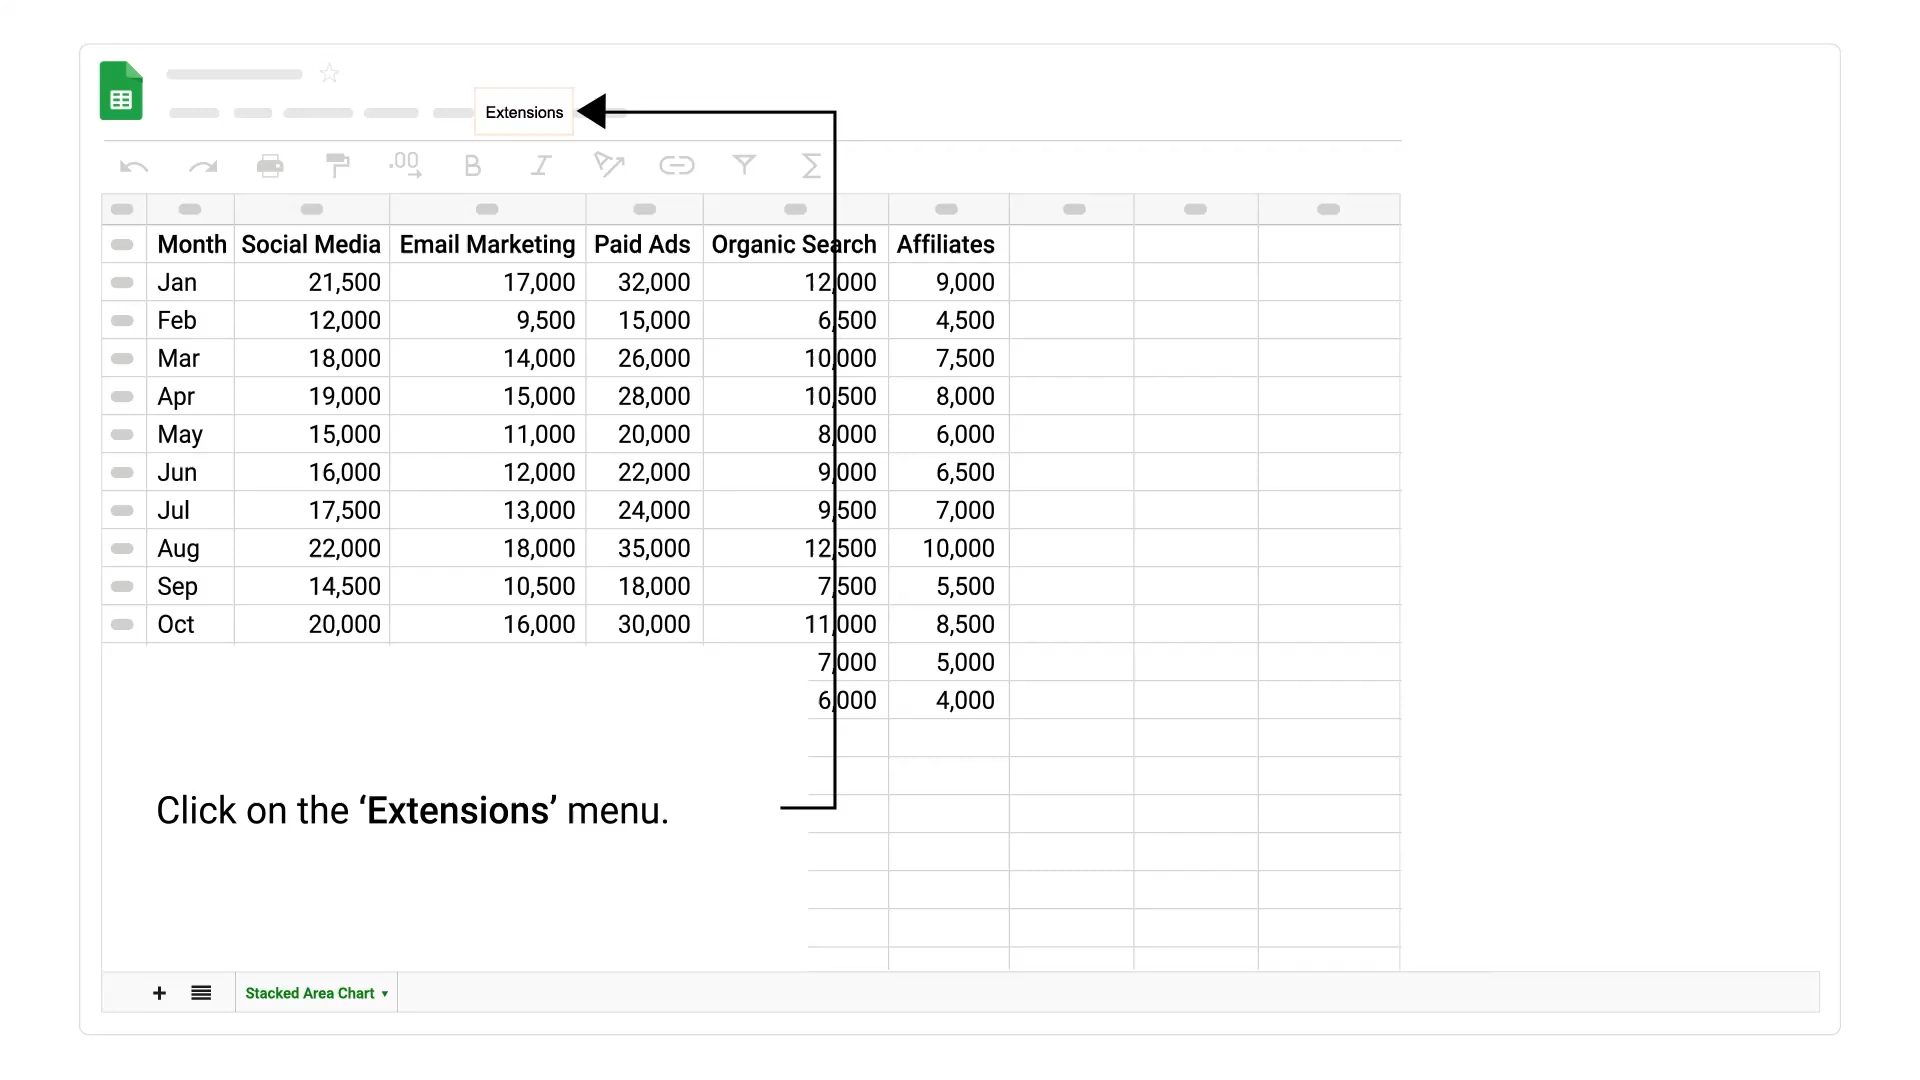 Extensions
.00
Month Social Media Email Marketing Paid Ads Organic Search Affiliates
Jan 21,500 17,000 32,000 12,000 9,000
Feb 12,000 9,500 15,000 6,500 4,500
Mar 18,000 14,000 26,000 10,000 7,500
Apr 19,000 15,000 28,000 10,500 8,000
May 15,000 11,000 20,000 8,000 6,000
Jun 16,000 12,000 22,000 9,000 6,500
Jul 17,500 13,000 24,000 9,500 7,000
Aug 22,000 18,000 35,000 12,500 10,000
Sep 14,500 10,500 18,000 7,500 5,500
Oct 20,000 16,000 30,000 11,000 8,500
7,000 5,000
6,000 4,000
Click on the ‘Extensions’ menu.
Stacked Area Chart